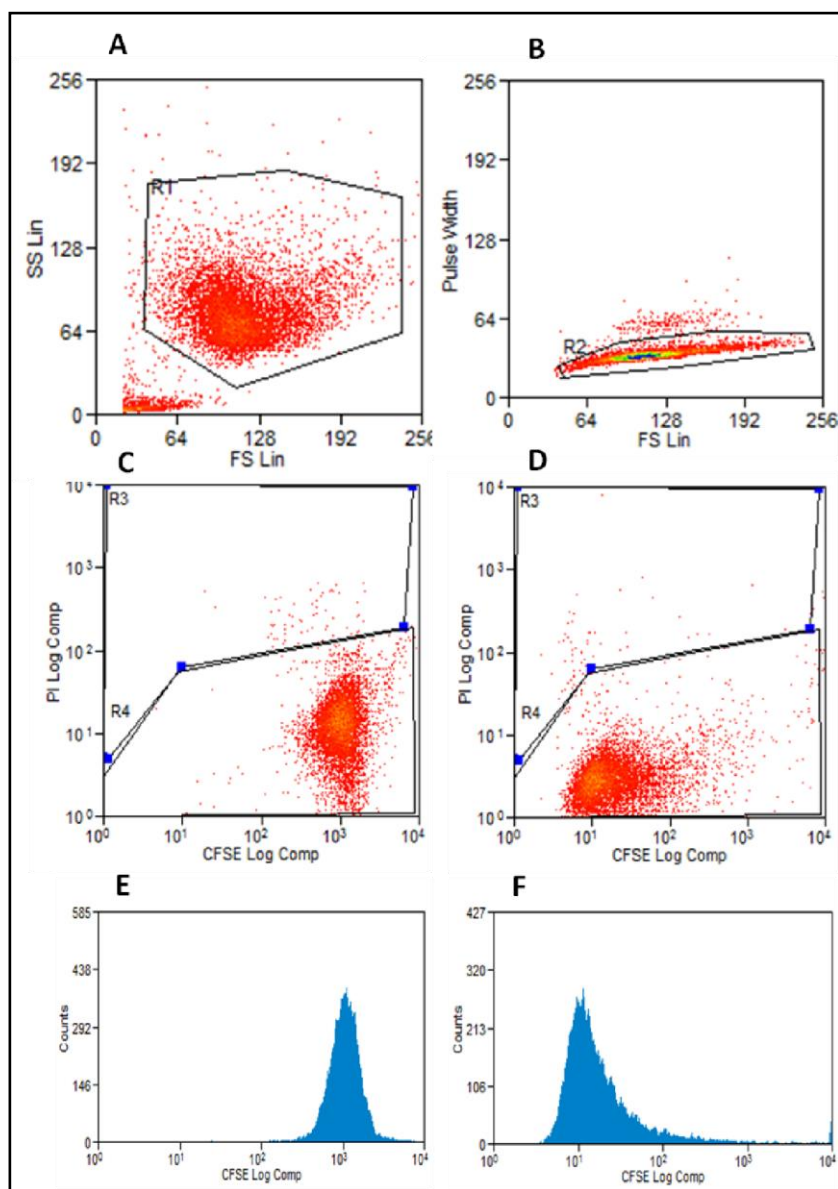 A
256
192
128
64
0
SS Lin
R1
0 64 128 192 256
FS Lin
B
256
192
128
64
0
Pulse Width
R2
0 64 128 192 256
FS Lin
C
10⁴
10³
10²
10¹
10⁰
PI Log Comp
R3
R4
10⁰ 10¹ 10² 10³ 10⁴
CFSE Log Comp
D
10⁴
10³
10²
10¹
10⁰
PI Log Comp
R3
R4
10⁰ 10¹ 10² 10³ 10⁴
CFSE Log Comp
E
585
438
292
146
0
Counts
10⁰ 10¹ 10² 10³ 10⁴
CFSE Log Comp
F
427
320
213
106
0
Counts
10⁰ 10¹ 10² 10³ 10⁴
CFSE Log Comp